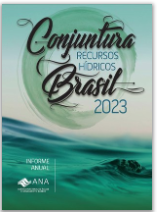 Conjuntura
RECURSOS
HÍDRICOS
Brasil
2023
INFORME
ANUAL
ANA